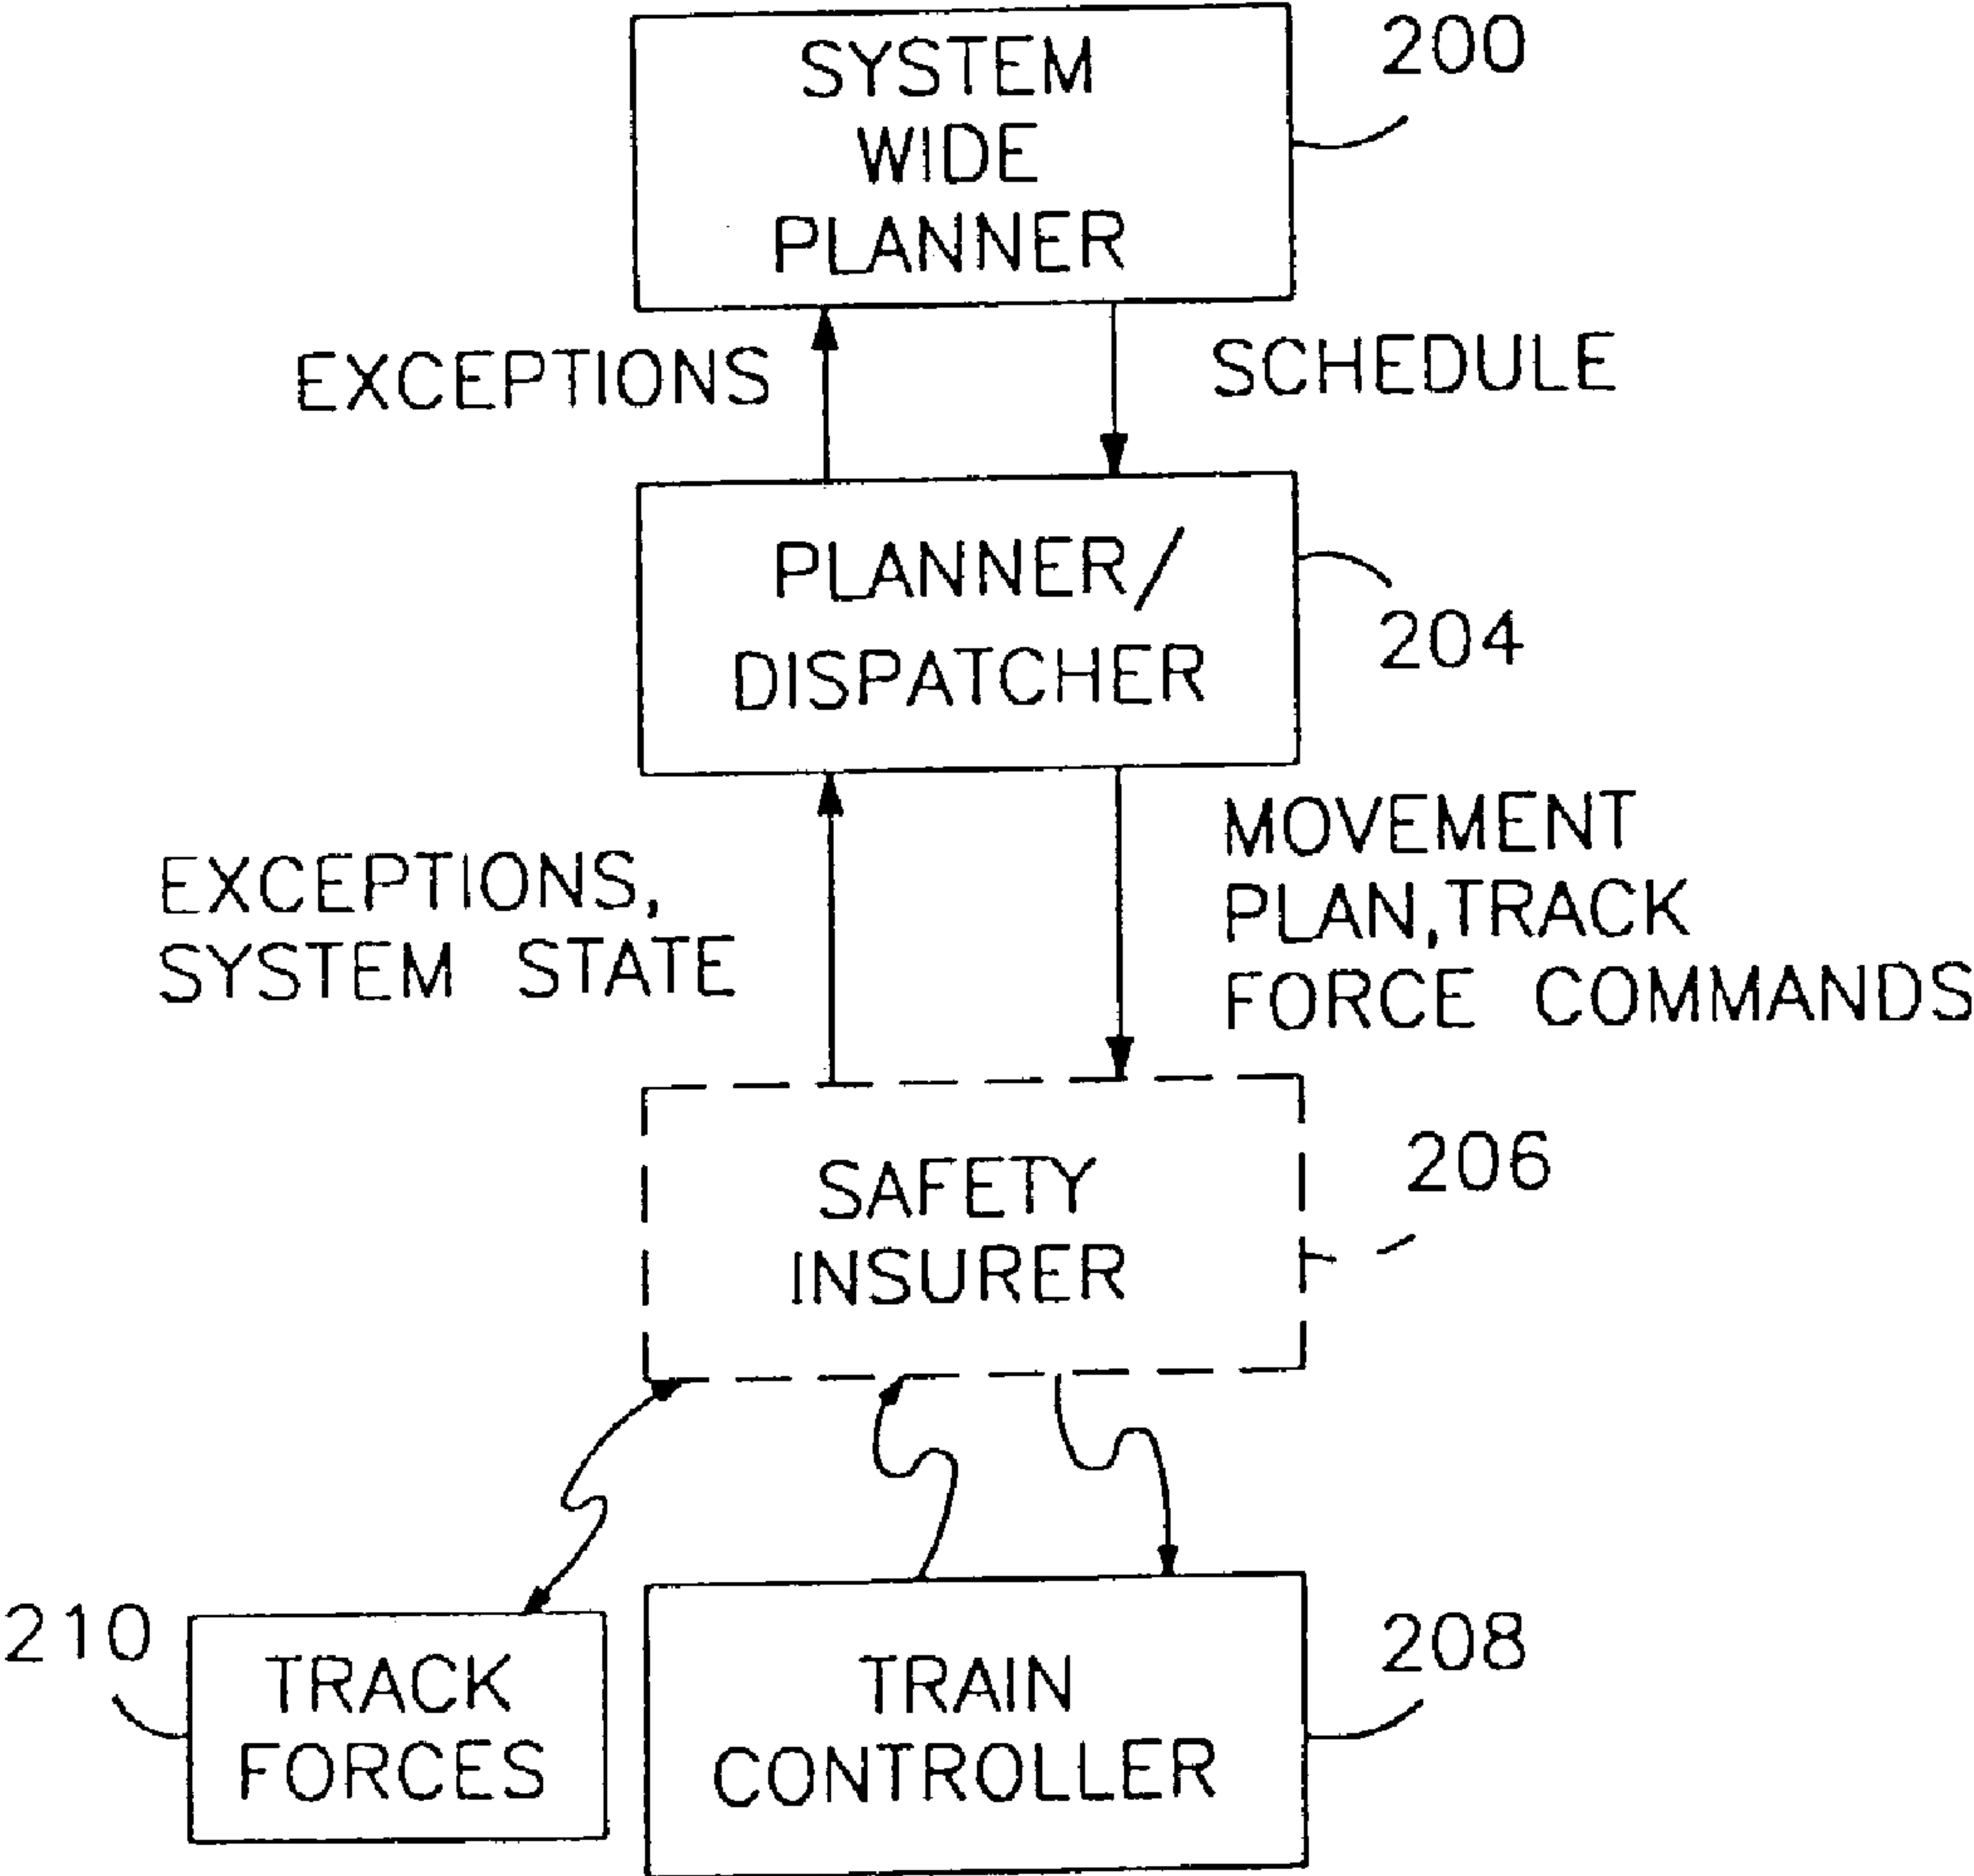 SYSTEM
WIDE
PLANNER
200
EXCEPTIONS
SCHEDULE
PLANNER/
DISPATCHER
204
EXCEPTIONS,
SYSTEM STATE
MOVEMENT
PLAN, TRACK
FORCE COMMANDS
SAFETY
INSURER
206
210
TRACK
FORCES
TRAIN
CONTROLLER
208